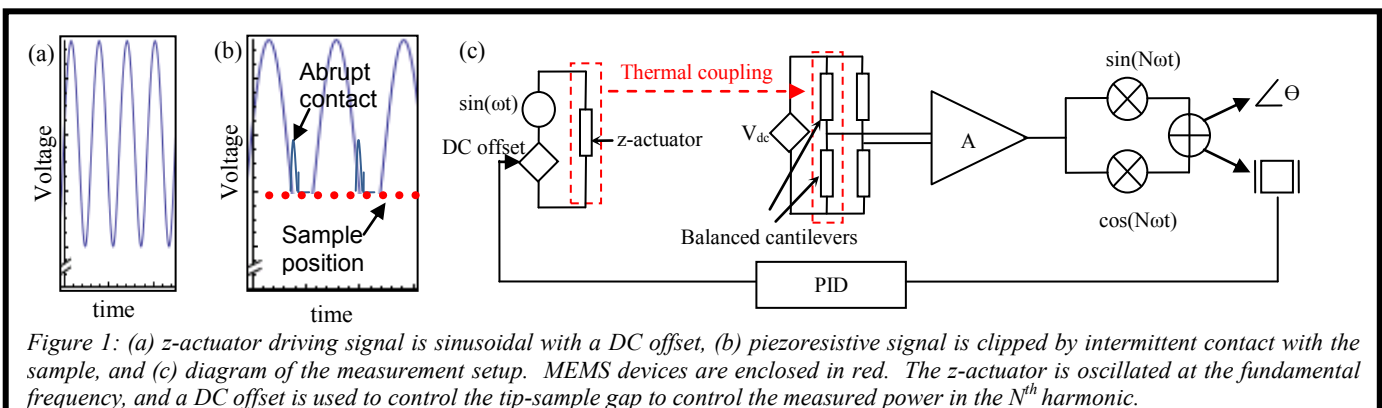 (a)
Voltage
time
(b)
Abrupt
contact
Voltage
Sample
position
time
(c)
sin(ωt)
DC offset
z-actuator
Thermal coupling
V_dc
Balanced cantilevers
A
sin(Nωt)
cos(Nωt)
∠Θ
PID
Figure 1: (a) z-actuator driving signal is sinusoidal with a DC offset, (b) piezoresistive signal is clipped by intermittent contact with the
sample, and (c) diagram of the measurement setup. MEMS devices are enclosed in red. The z-actuator is oscillated at the fundamental
frequency, and a DC offset is used to control the tip-sample gap to control the measured power in the N^th harmonic.